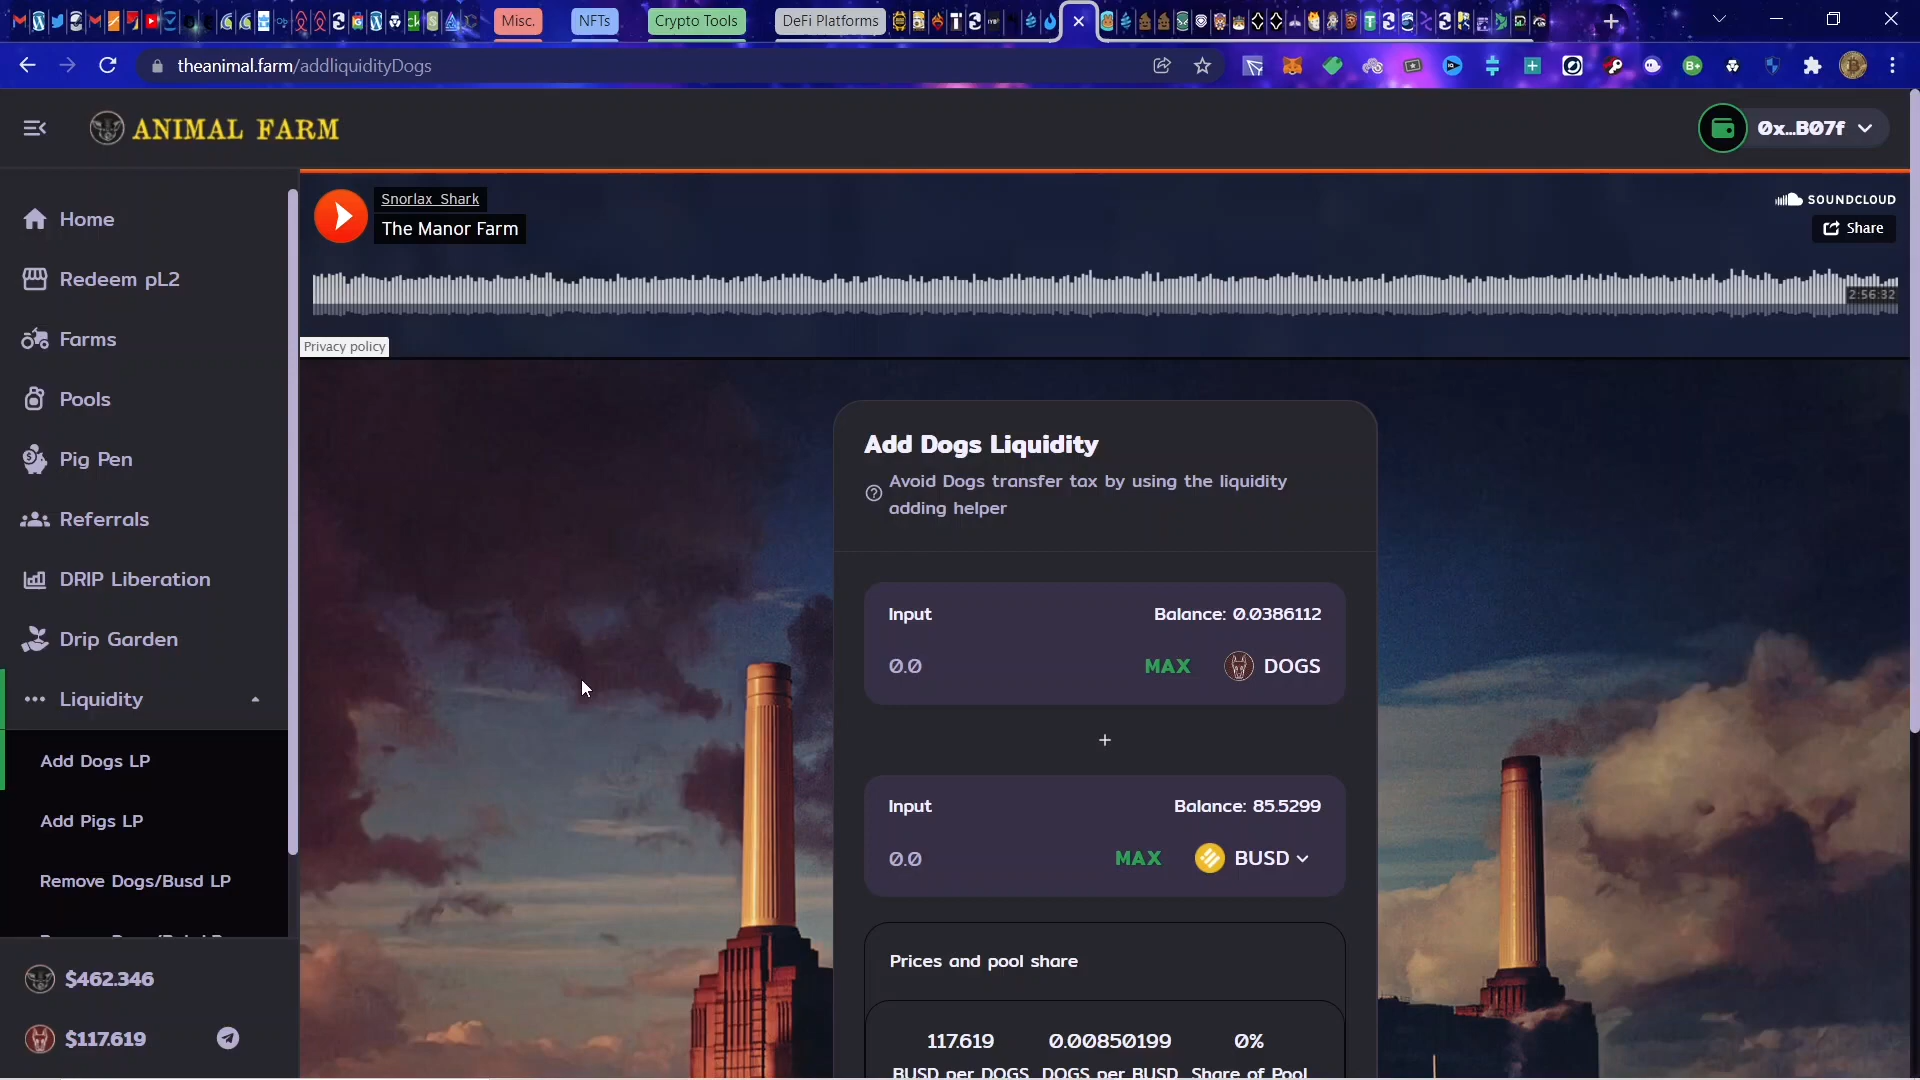 Misc.
NFTs
Crypto Tools
DeFi Platforms
theanimal.farm/addliquidityDogs
ANIMAL FARM
0x...B07f
Home
Redeem pL2
Farms
Pools
Pig Pen
Referrals
DRIP Liberation
Drip Garden
Liquidity
Add Dogs LP
Add Pigs LP
Remove Dogs/Busd LP
$462.346
$117.619
Snorlax_Shark
The Manor Farm
SOUNDCLOUD
Share
2:56:32
Privacy policy
Add Dogs Liquidity
Avoid Dogs transfer tax by using the liquidity
adding helper
Input
Balance: 0.0386112
0.0
MAX
DOGS
+
Input
Balance: 85.5299
0.0
MAX
BUSD
Prices and pool share
117.619 0.00850199 0%
BUSD per DOGS DOGS per BUSD Share of Pool